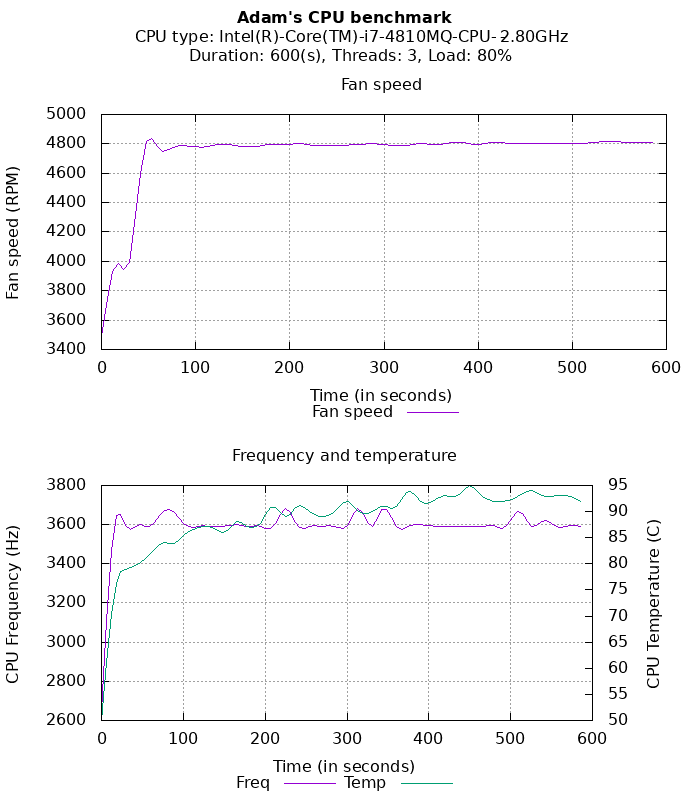 Adam's CPU benchmark
CPU type: Intel(R)-Core(TM)-i7-4810MQ-CPU-2.80GHz
Duration: 600(s), Threads: 3, Load: 80%
Fan speed
5000
4800
4600
4400
4200
4000
3800
3600
3400
Fan speed (RPM)
0 100 200 300 400 500 600
Time (in seconds)
Fan speed
Frequency and temperature
3800
3600
3400
3200
3000
2800
2600
CPU Frequency (Hz)
95
90
85
80
75
70
65
60
55
50
CPU Temperature (C)
0 100 200 300 400 500 600
Time (in seconds)
Freq Temp